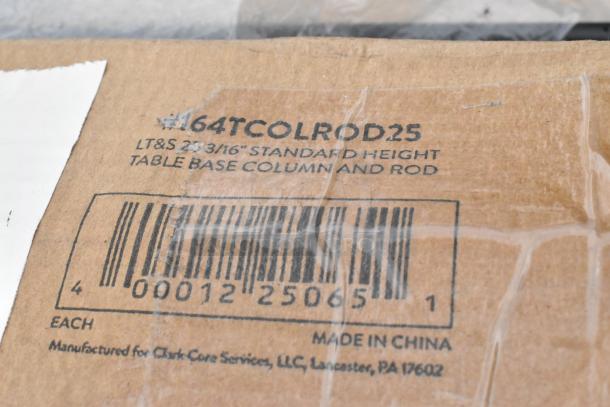 #164TCOLROD25
LT&S 25 3/16" STANDARD HEIGHT
TABLE BASE COLUMN AND ROD
4 00012 25065 1
EACH
MADE IN CHINA
Manufactured for Clark Core Services, LLC, Lancaster, PA 17602